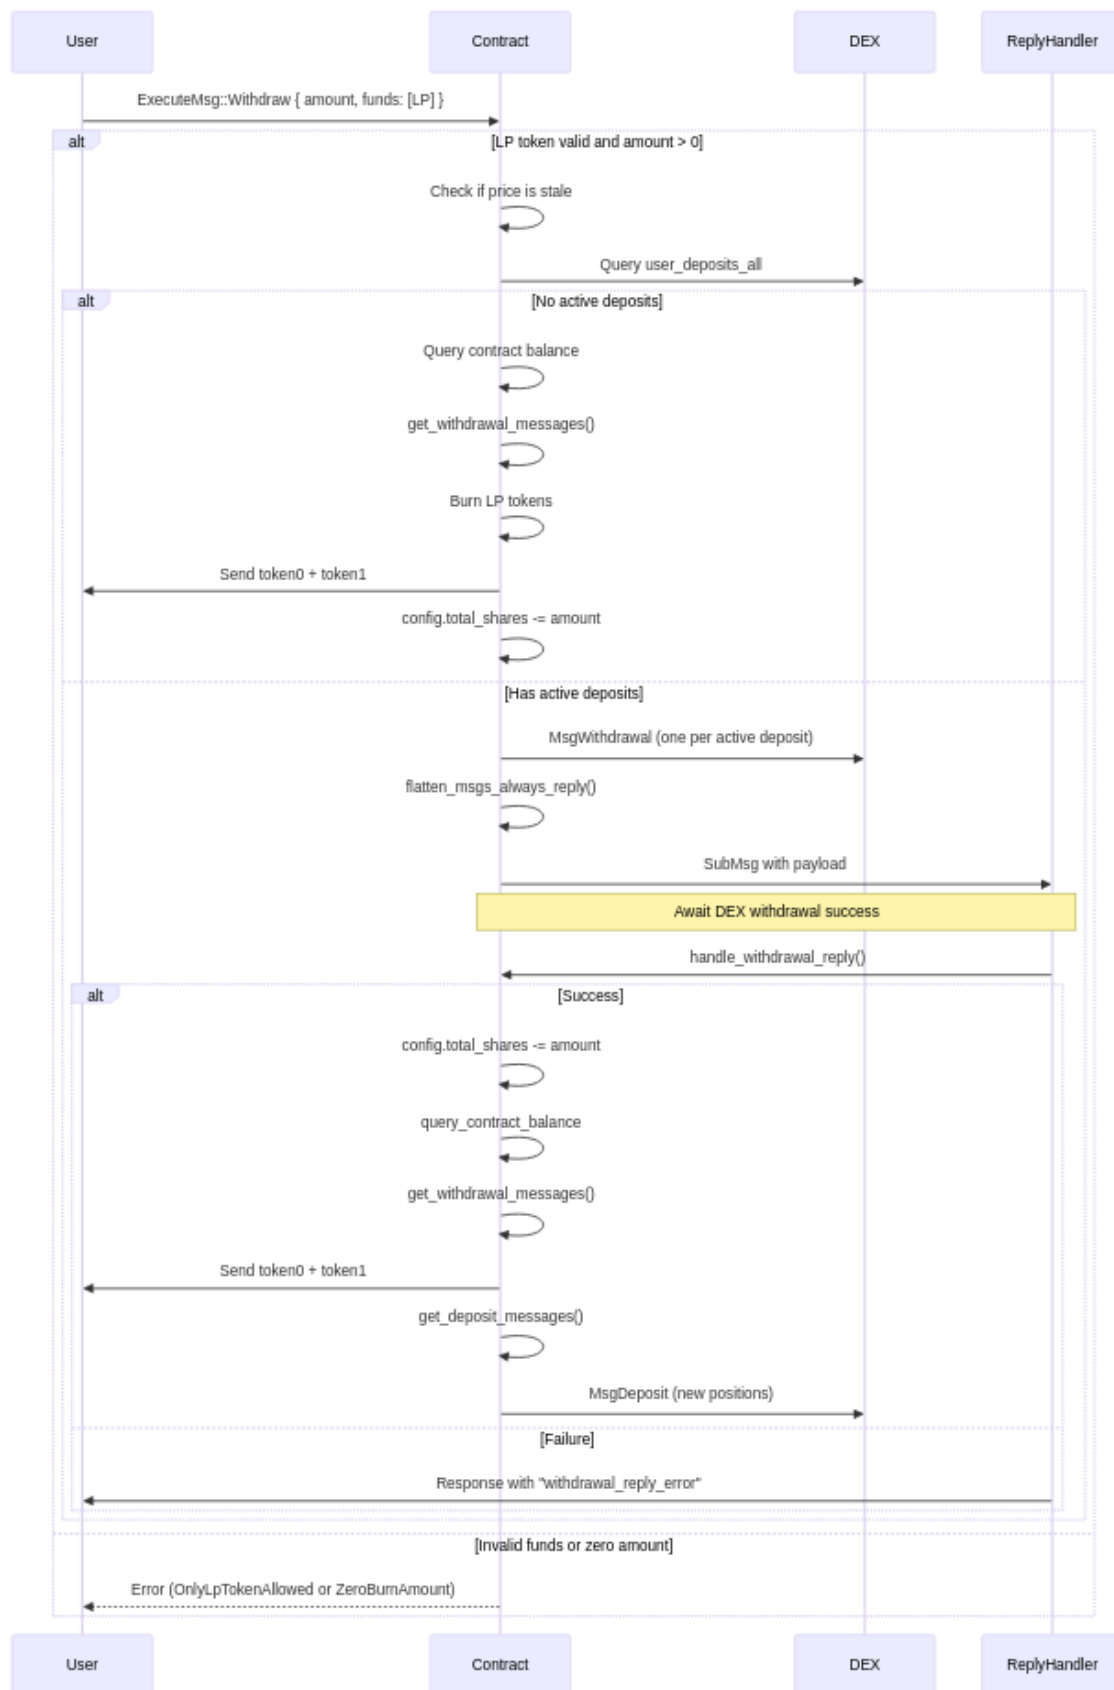 User
Contract
DEX
ReplyHandler
ExecuteMsg::Withdraw { amount, funds: [LP] }
alt
[LP token valid and amount > 0]
Check if price is stale
Query user_deposits_all
alt
[No active deposits]
Query contract balance
get_withdrawal_messages()
Burn LP tokens
Send token0 + token1
config.total_shares -= amount
[Has active deposits]
MsgWithdrawal (one per active deposit)
flatten_msgs_always_reply()
SubMsg with payload
Await DEX withdrawal success
handle_withdrawal_reply()
alt
[Success]
config.total_shares -= amount
query_contract_balance
get_withdrawal_messages()
Send token0 + token1
get_deposit_messages()
MsgDeposit (new positions)
[Failure]
Response with "withdrawal_reply_error"
[Invalid funds or zero amount]
Error (OnlyLpTokenAllowed or ZeroBurnAmount)
User
Contract
DEX
ReplyHandler